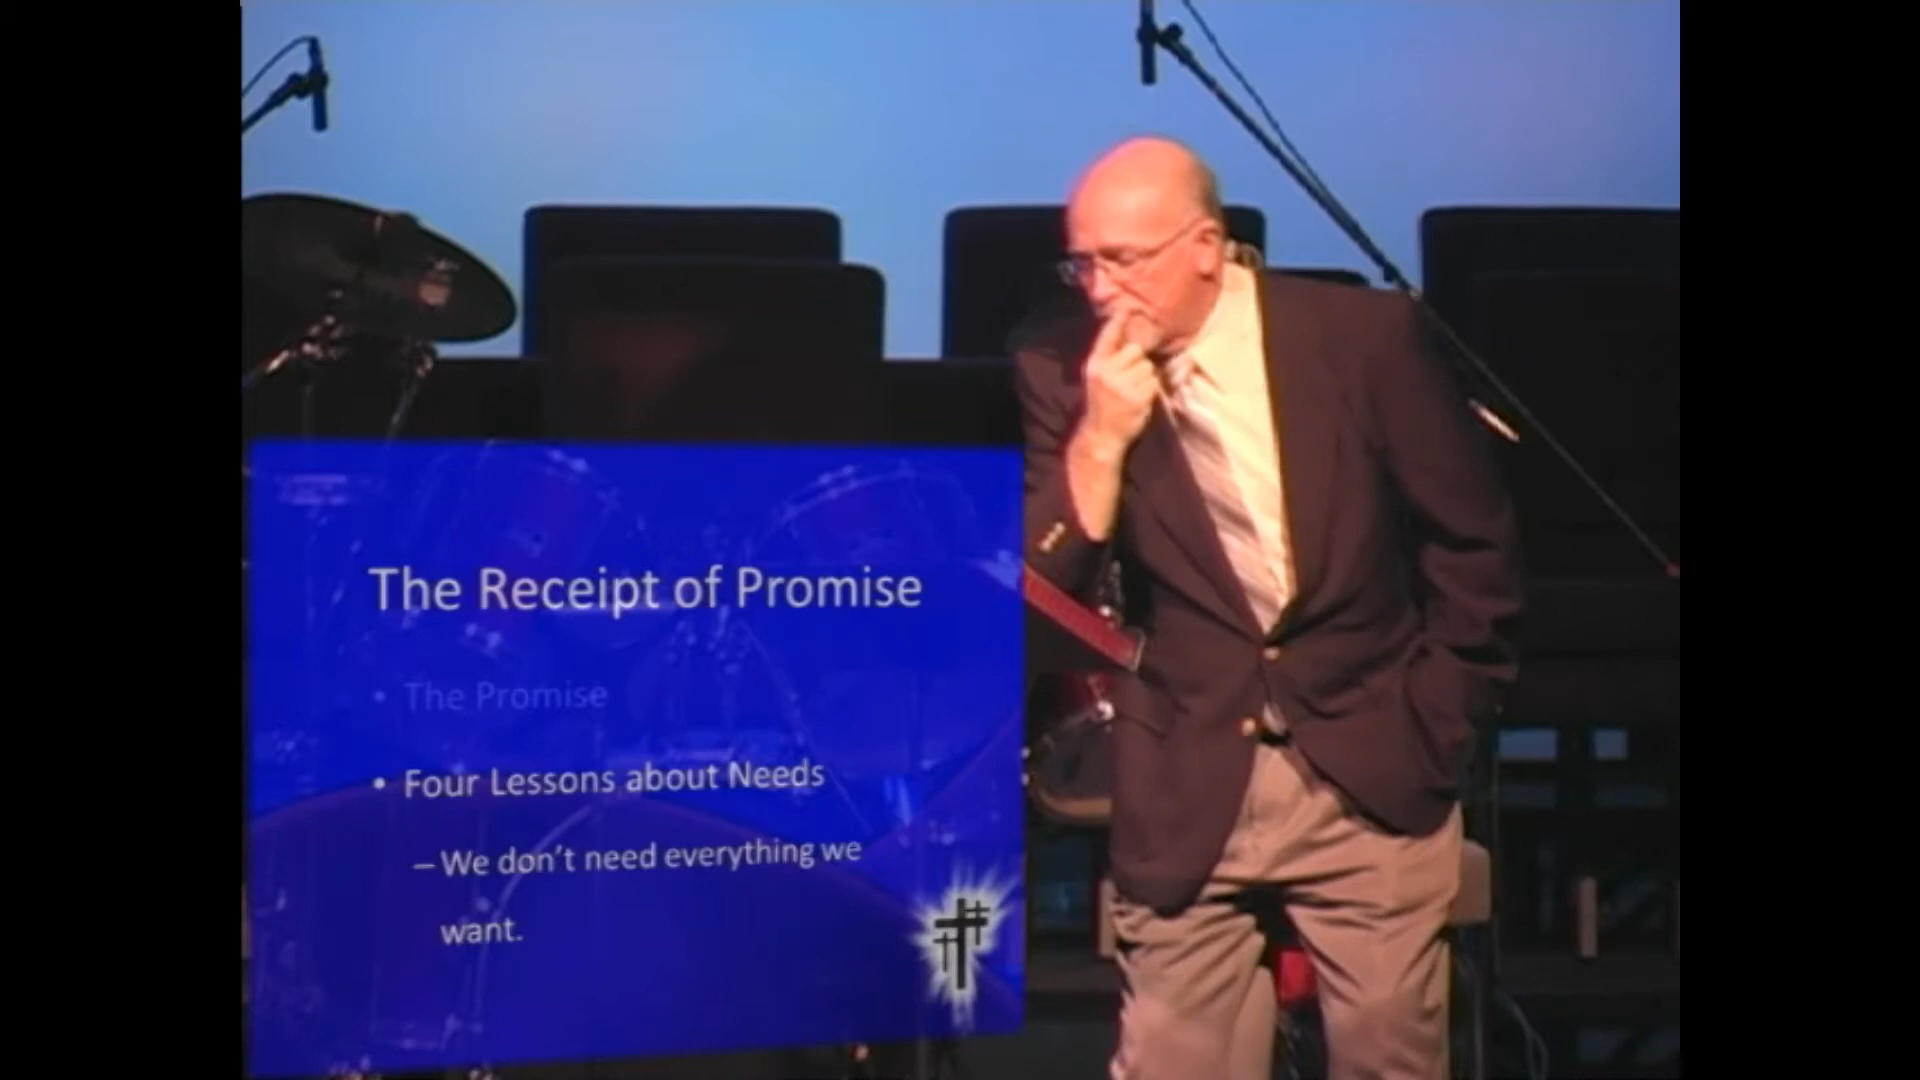 The Receipt of Promise
• The Promise
• Four Lessons about Needs
– We don't need everything we
want.